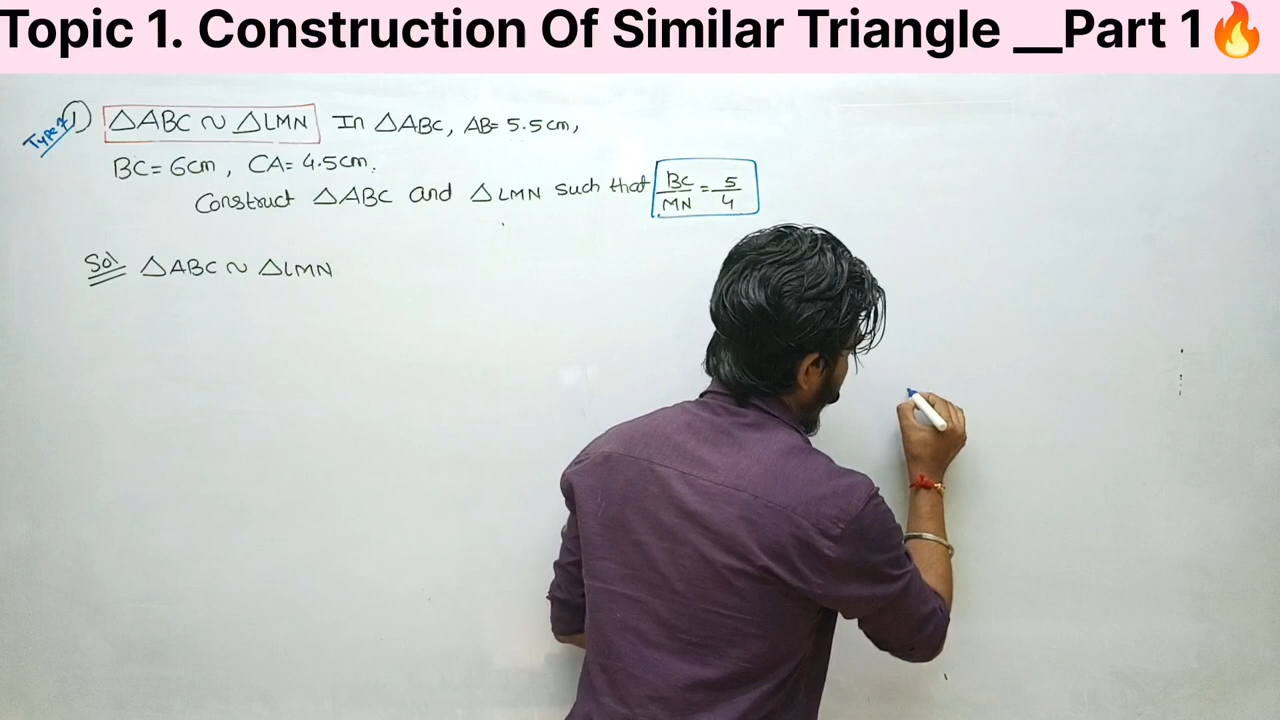 Topic 1. Construction Of Similar Triangle __Part 1🔥
Type 1 1) △ABC ~ △LMN In △ABC, AB= 5.5cm,
BC= 6cm, CA= 4.5cm.
Construct △ABC and △LMN such that BC/MN = 5/4
Sol △ABC ~ △LMN